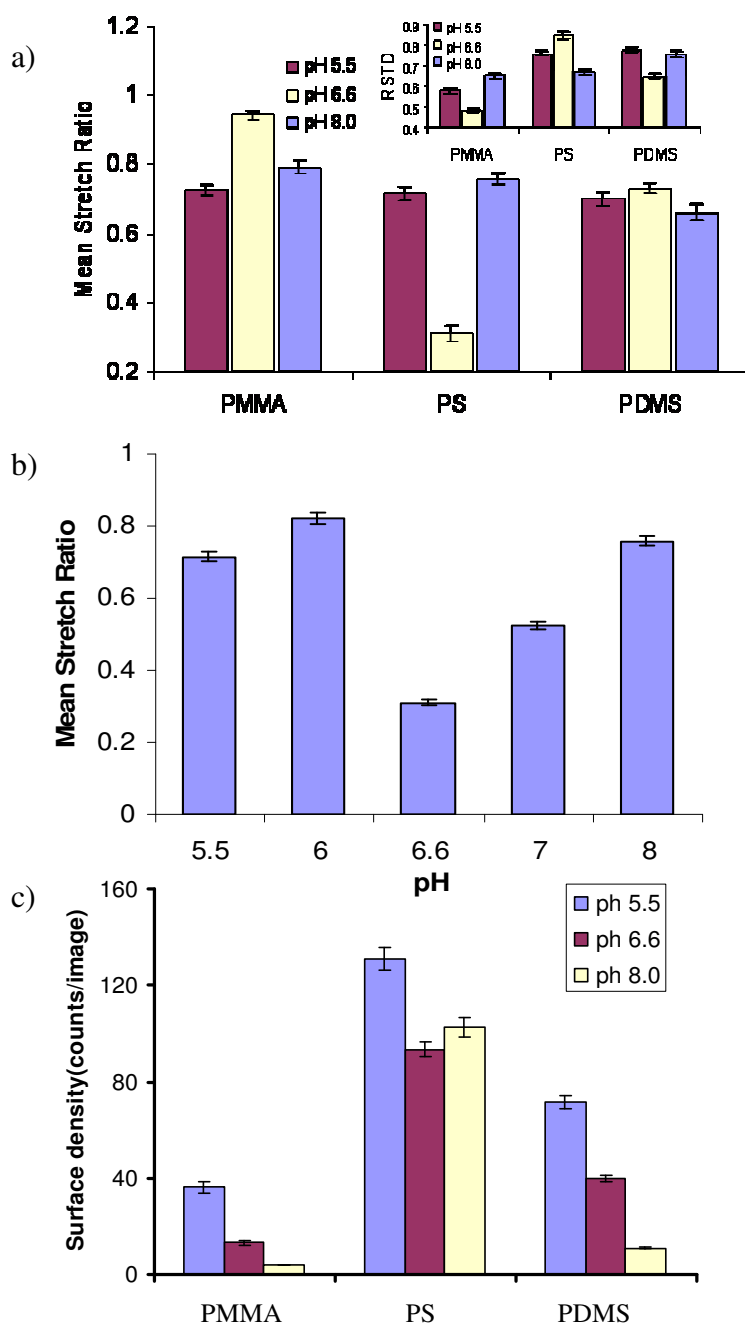 a)
Mean Stretch Ratio
1.2
1
0.8
0.6
0.4
0.2
pH 5.5
pH 6.6
pH 8.0
PMMA
PS
PDMS
RSTD
0.9
0.8
0.7
0.6
0.5
0.4
pH 5.5
pH 6.6
pH 8.0
PMMA
PS
PDMS
b)
Mean Stretch Ratio
1
0.8
0.6
0.4
0.2
0
5.5
6
6.6
7
8
pH
c)
Surface density(counts/image)
160
120
80
40
0
ph 5.5
ph 6.6
ph 8.0
PMMA
PS
PDMS